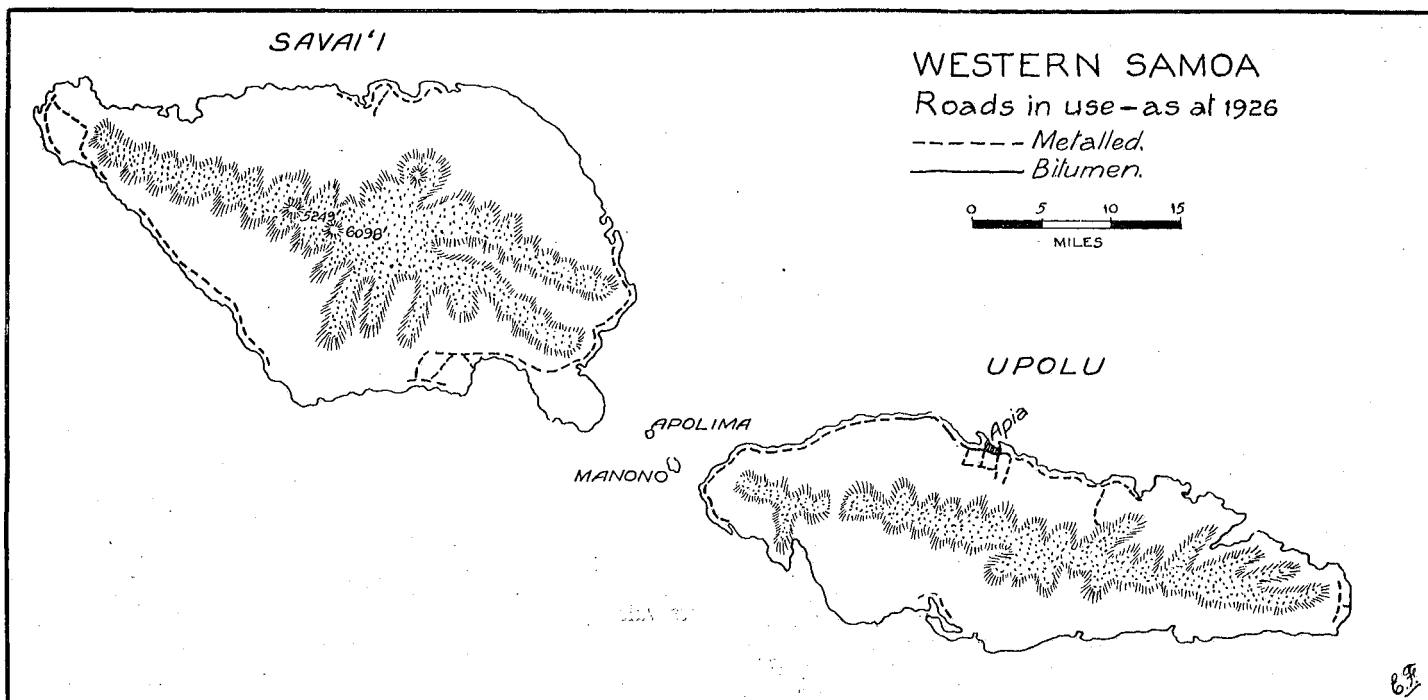 SAVAI'I
WESTERN SAMOA
Roads in use - as at 1926
Metalled.
Bitumen.
0 5 10 15
MILES
5249'
6098'
UPOLU
APOLIMA
Apia
MANONO